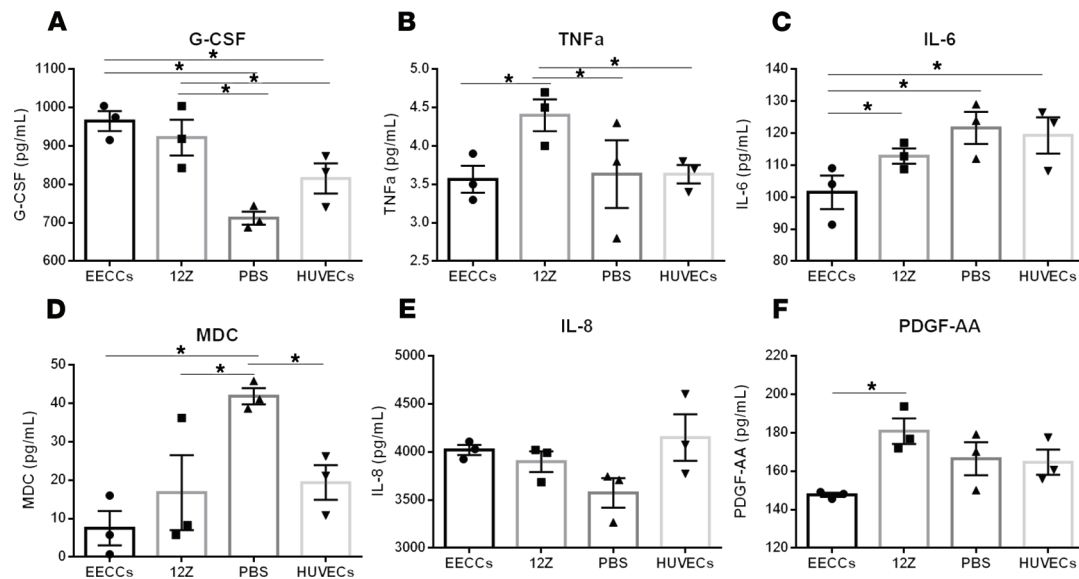 A
G-CSF
*
*
*
*
G-CSF (pg/mL)
1100
1000
900
800
700
600
EECCs 12Z PBS HUVECs
B
TNFa
*
*
*
TNFa (pg/mL)
5.0
4.5
4.0
3.5
3.0
2.5
EECCs 12Z PBS HUVECs
C
IL-6
*
*
*
IL-6 (pg/mL)
140
130
120
110
100
90
80
EECCs 12Z PBS HUVECs
D
MDC
*
*
*
MDC (pg/mL)
50
40
30
20
10
0
EECCs 12Z PBS HUVECs
E
IL-8
IL-8 (pg/mL)
5000
4500
4000
3500
3000
EECCs 12Z PBS HUVECs
F
PDGF-AA
*
PDGF-AA (pg/mL)
220
200
180
160
140
120
EECCs 12Z PBS HUVECs